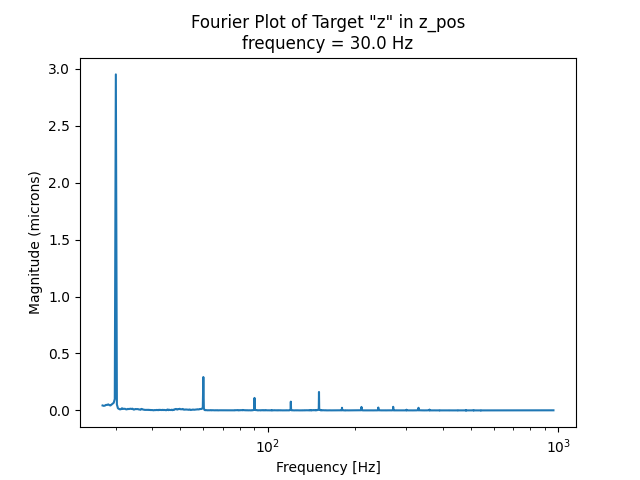 Fourier Plot of Target "z" in z_pos
frequency = 30.0 Hz
3.0
2.5
2.0
1.5
1.0
0.5
0.0
Magnitude (microns)
10²
10³
Frequency [Hz]